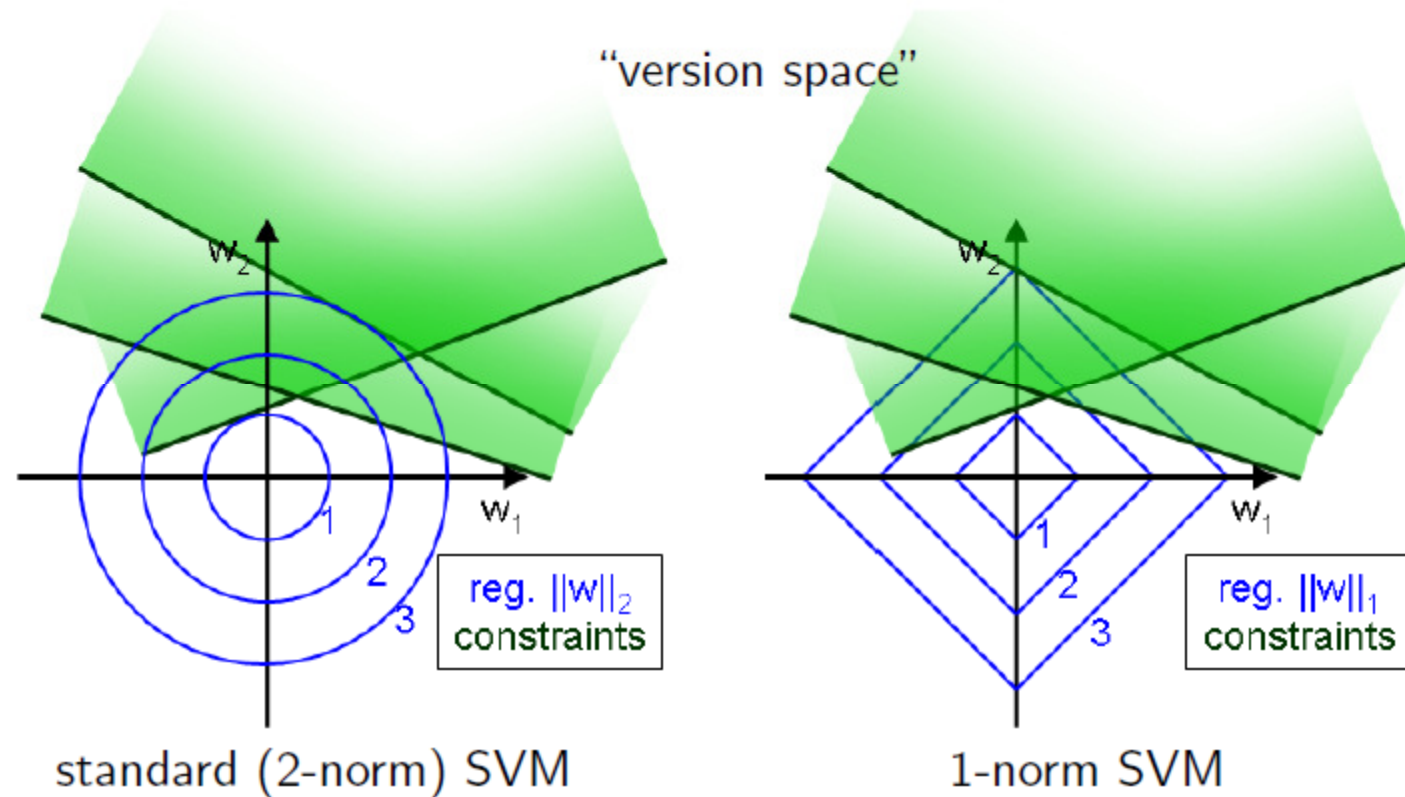 “version space”
w₂
w₁
1
2
3
reg. ||w||₂
constraints
standard (2-norm) SVM
w₂
w₁
1
2
3
reg. ||w||₁
constraints
1-norm SVM